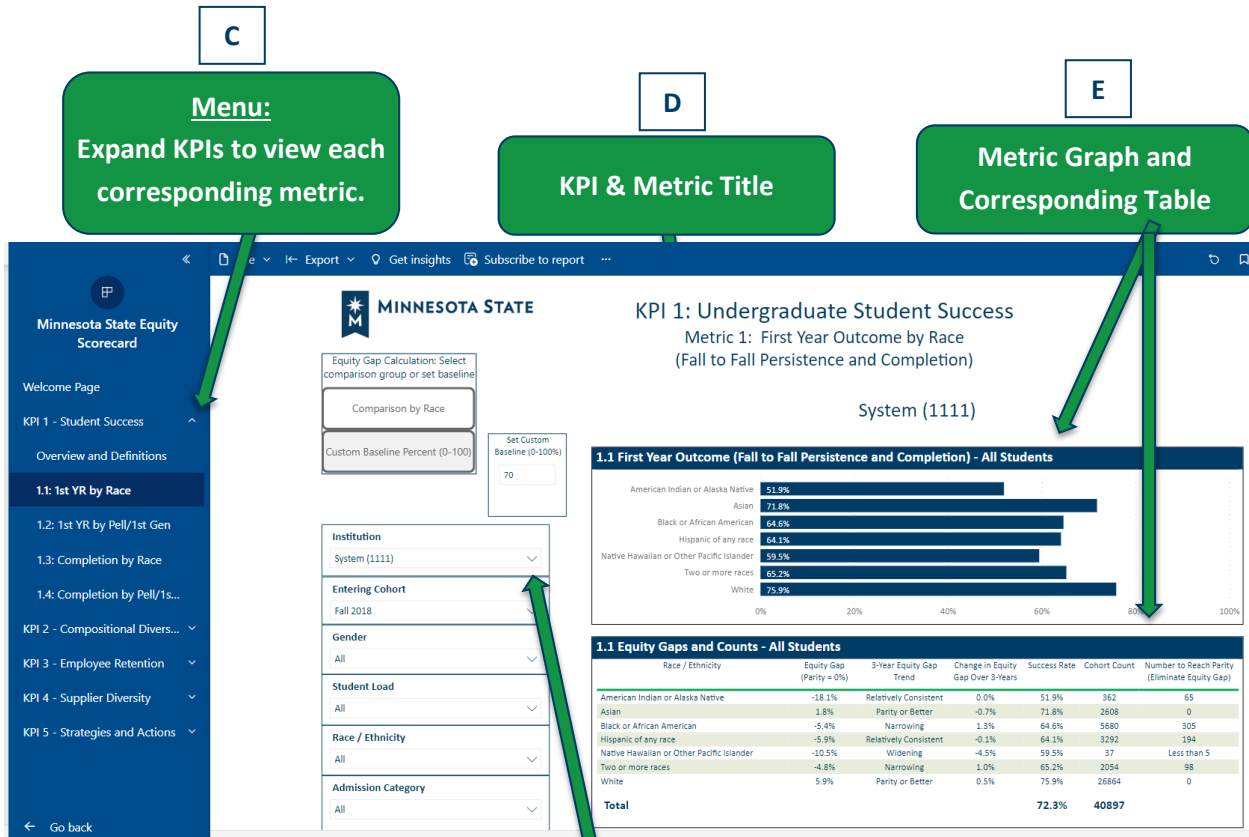 C
Menu:
Expand KPIs to view each
corresponding metric.
D
KPI & Metric Title
E
Metric Graph and
Corresponding Table
Export
Get insights
Subscribe to report
Minnesota State Equity
Scorecard
Welcome Page
KPI 1 - Student Success
Overview and Definitions
1.1: 1st YR by Race
1.2: 1st YR by Pell/1st Gen
1.3: Completion by Race
1.4: Completion by Pell/1s...
KPI 2 - Compositional Divers...
KPI 3 - Employee Retention
KPI 4 - Supplier Diversity
KPI 5 - Strategies and Actions
Go back
M
MINNESOTA STATE
Equity Gap Calculation: Select
comparison group or set baseline
Comparison by Race
Custom Baseline Percent (0-100)
Set Custom
Baseline (0-100%)
70
Institution
System (1111)
Entering Cohort
Fall 2018
Gender
All
Student Load
All
Race / Ethnicity
All
Admission Category
All
KPI 1: Undergraduate Student Success
Metric 1: First Year Outcome by Race
(Fall to Fall Persistence and Completion)
System (1111)
1.1 First Year Outcome (Fall to Fall Persistence and Completion) - All Students
American Indian or Alaska Native 51.9%
Asian 71.8%
Black or African American 64.6%
Hispanic of any race 64.1%
Native Hawaiian or Other Pacific Islander 59.5%
Two or more races 65.2%
White 75.9%
0% 20% 40% 60% 100%
1.1 Equity Gaps and Counts - All Students
Race / Ethnicity Equity Gap 3-Year Equity Gap Change in Equity Success Rate Cohort Count Number to Reach Parity
(Parity = 0%) Trend Gap Over 3-Years (Eliminate Equity Gap)
American Indian or Alaska Native -18.1% Relatively Consistent 0.0% 51.9% 362 65
Asian 1.8% Parity or Better -0.7% 71.8% 2608 0
Black or African American -5.4% Narrowing 1.3% 64.6% 5680 305
Hispanic of any race -5.9% Relatively Consistent -0.1% 64.1% 3292 194
Native Hawaiian or Other Pacific Islander -10.5% Widening -4.5% 59.5% 37 Less than 5
Two or more races -4.8% Narrowing 1.0% 65.2% 2054 98
White 5.9% Parity or Better 0.5% 75.9% 26864 0
Total 72.3% 40897